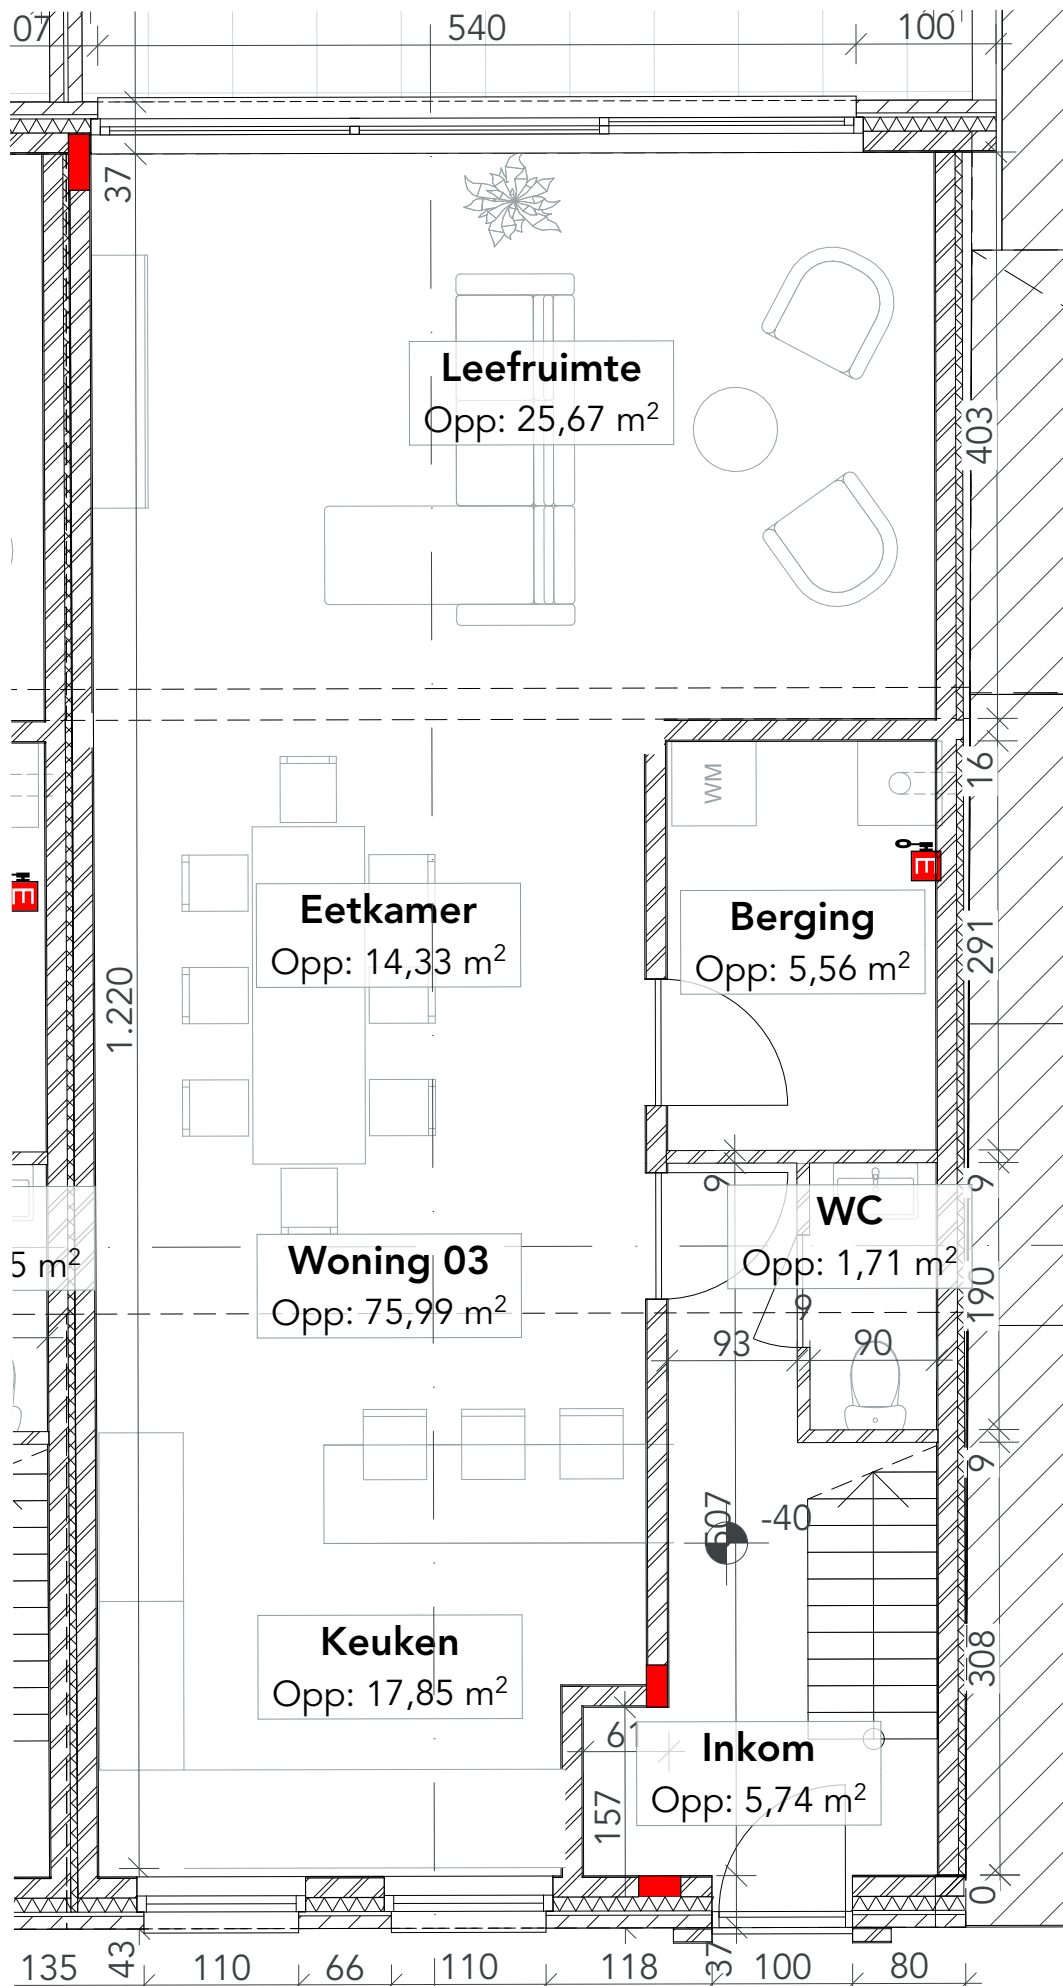 07
540
100
37
Leefruimte
Opp: 25,67 m²
403
16
WM
E
E
Eetkamer
Opp: 14,33 m²
Berging
Opp: 5,56 m²
291
1.220
9
9
WC
Opp: 1,71 m²
5 m²
Woning 03
Opp: 75,99 m²
190
9
93
90
9
507
-40
Keuken
Opp: 17,85 m²
308
61
Inkom
Opp: 5,74 m²
157
0
135
43
110
66
110
118
37
100
80